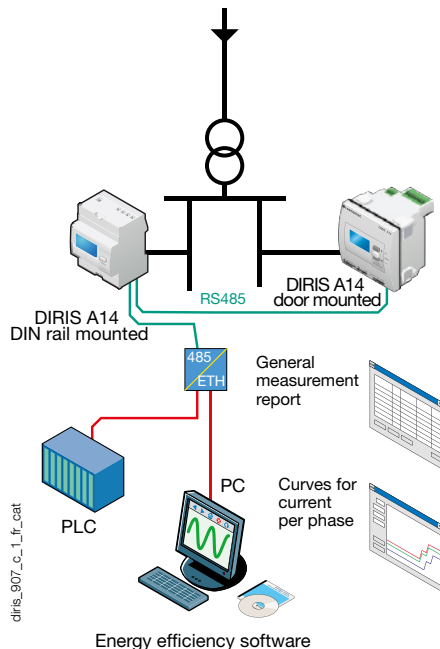 RS485
DIRIS A14
door mounted
DIRIS A14
DIN rail mounted
485
ETH
General
measurement
report
PLC
PC
Curves for
current
per phase
diris_907_c_1_fr_cat
Energy efficiency software